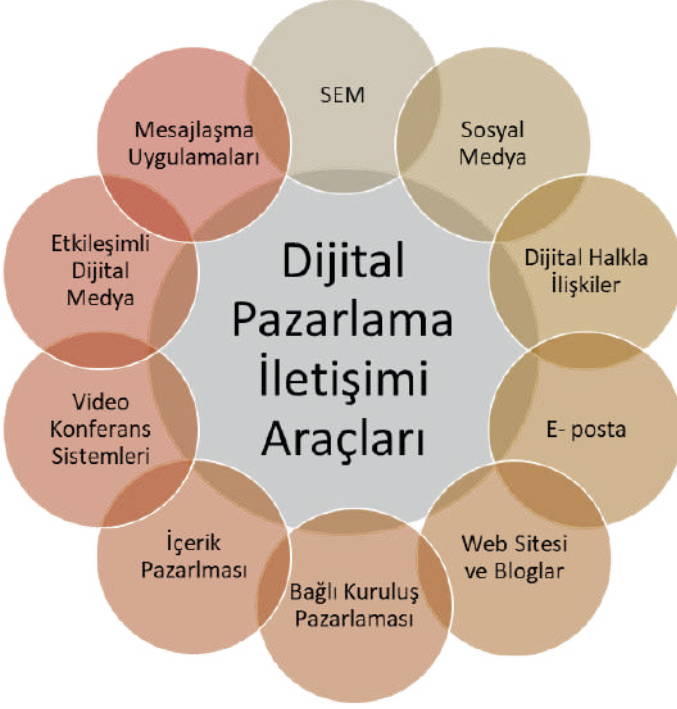 SEM
Sosyal
Medya
Dijital Halkla
İlişkiler
E- posta
Web Sitesi
ve Bloglar
Bağlı Kuruluş
Pazarlaması
İçerik
Pazarlması
Video
Konferans
Sistemleri
Etkileşimli
Dijital
Medya
Mesajlaşma
Uygulamaları
Dijital
Pazarlama
İletişimi
Araçları